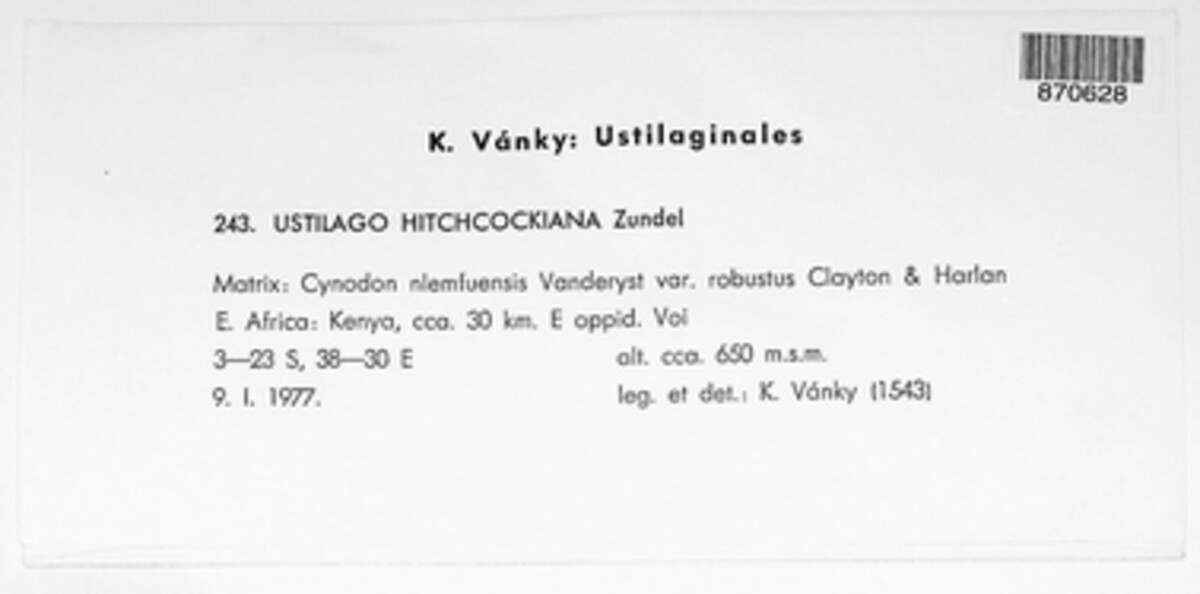 870628
K. Vánky: Ustilaginales
243. USTILAGO HITCHCOCKIANA Zundel
Matrix: Cynodon nlemfuensis Vanderyst var. robustus Clayton & Harlan
E. Africa: Kenya, cca. 30 km. E oppid. Voi
3—23 S, 38—30 E alt. cca. 650 m.s.m.
9. I. 1977. leg. et det.: K. Vánky (1543)